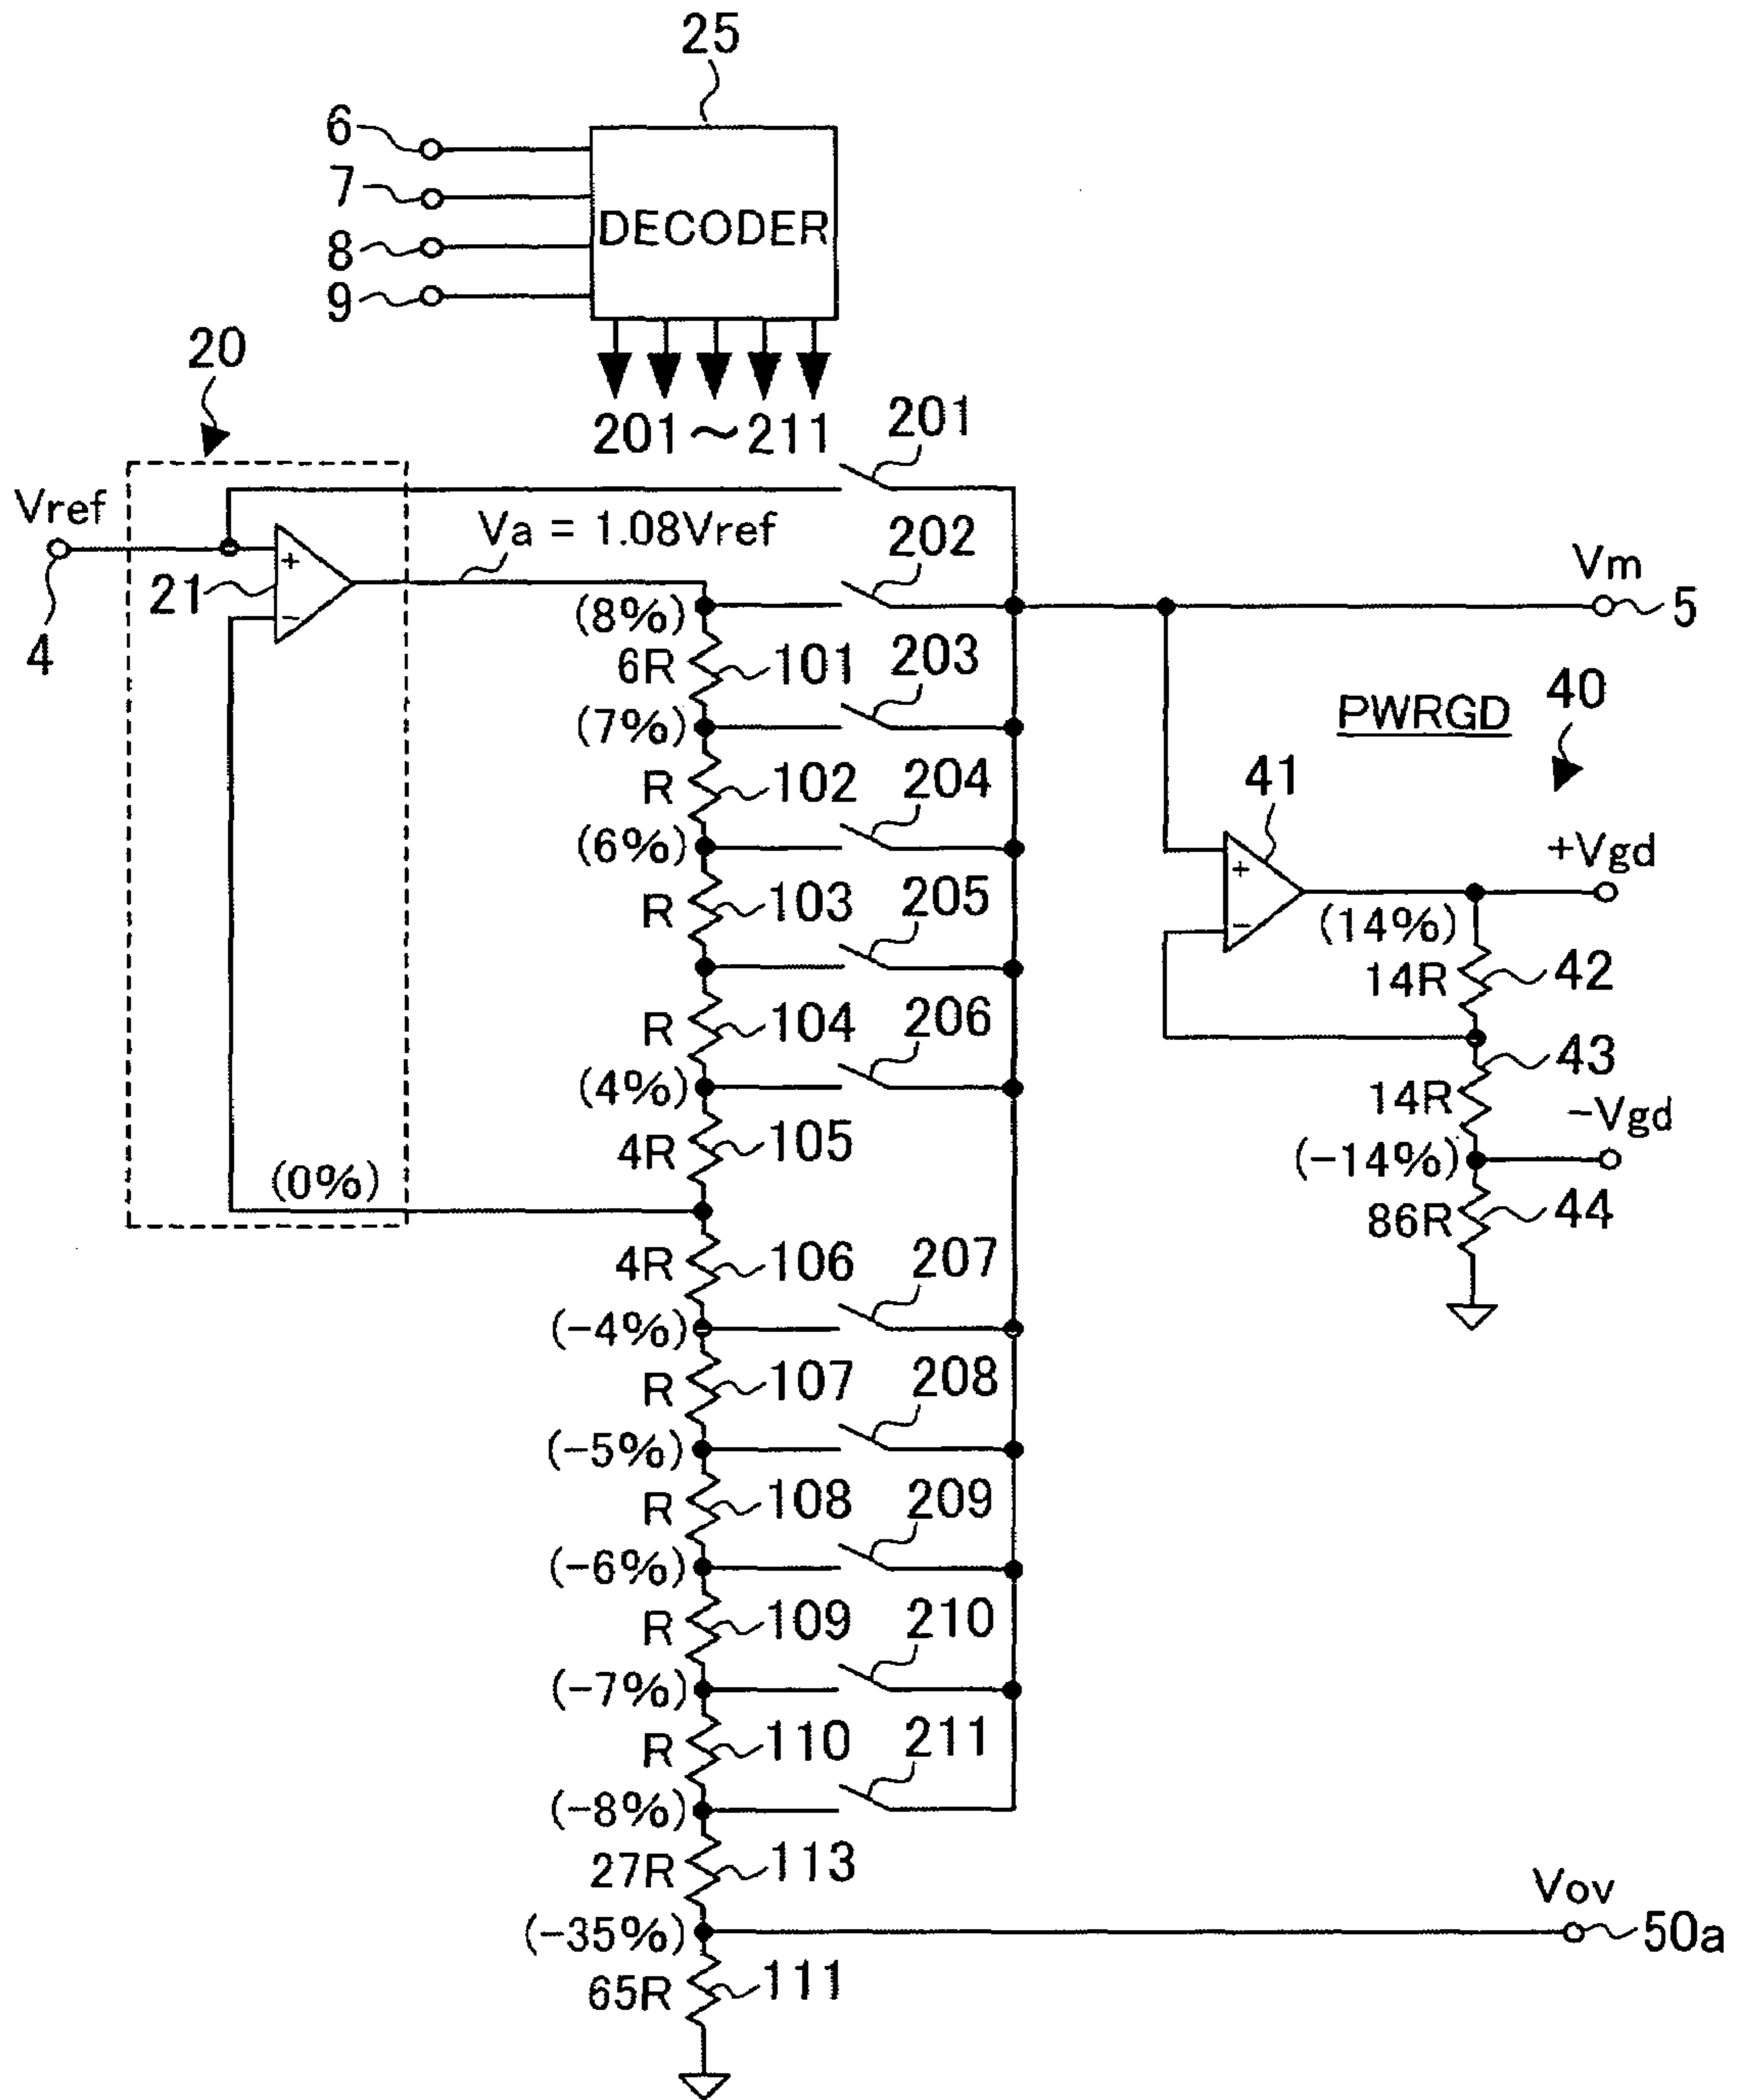 25
6
7
8
9
DECODER
20
201～211
201
Vref
Va = 1.08Vref
202
Vm
21
4
5
(8%)
6R
101
203
40
PWRGD
(7%)
R
102
204
41
(6%)
+Vgd
R
103
205
(14%)
14R
42
R
104
206
43
(4%)
14R
-Vgd
4R
105
(0%)
(-14%)
86R
44
4R
106
207
(-4%)
R
107
208
(-5%)
R
108
209
(-6%)
R
109
210
(-7%)
R
110
211
(-8%)
27R
113
Vov
(-35%)
50a
65R
111